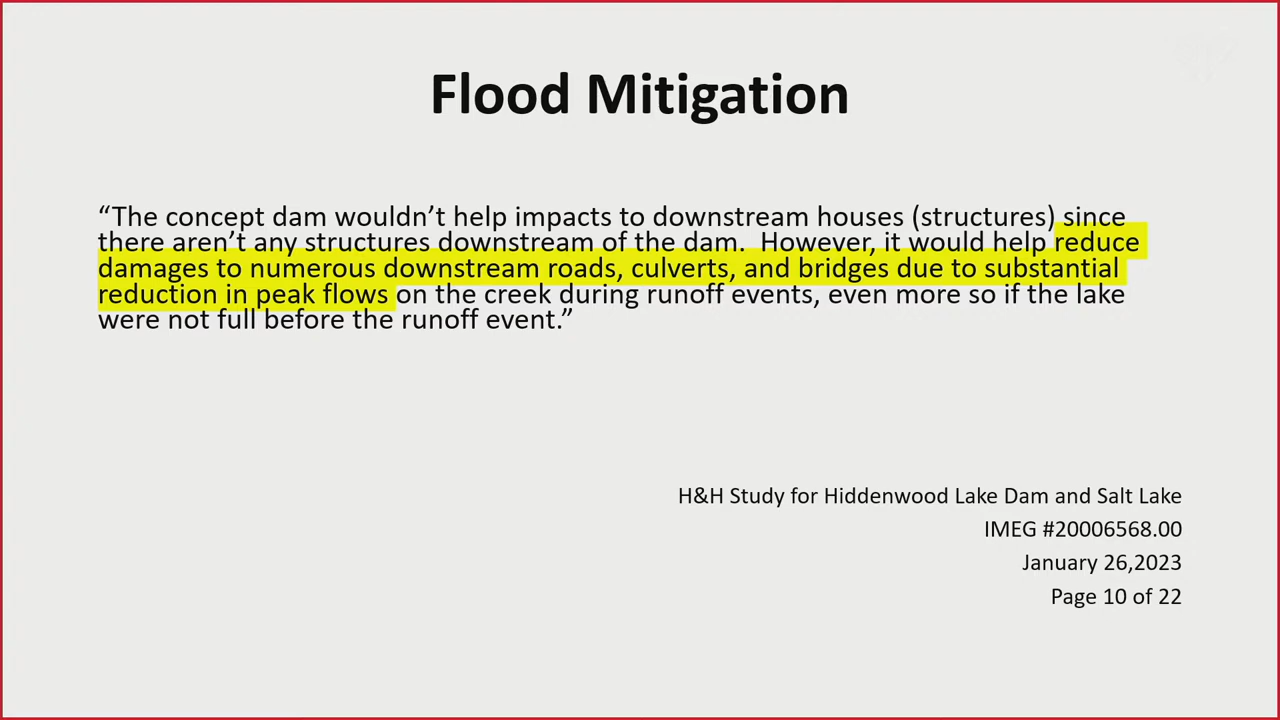 Flood Mitigation
“The concept dam wouldn’t help impacts to downstream houses (structures) since
there aren’t any structures downstream of the dam.  However, it would help reduce
damages to numerous downstream roads, culverts, and bridges due to substantial
reduction in peak flows on the creek during runoff events, even more so if the lake
were not full before the runoff event.”
H&H Study for Hiddenwood Lake Dam and Salt Lake
IMEG #20006568.00
January 26,2023
Page 10 of 22